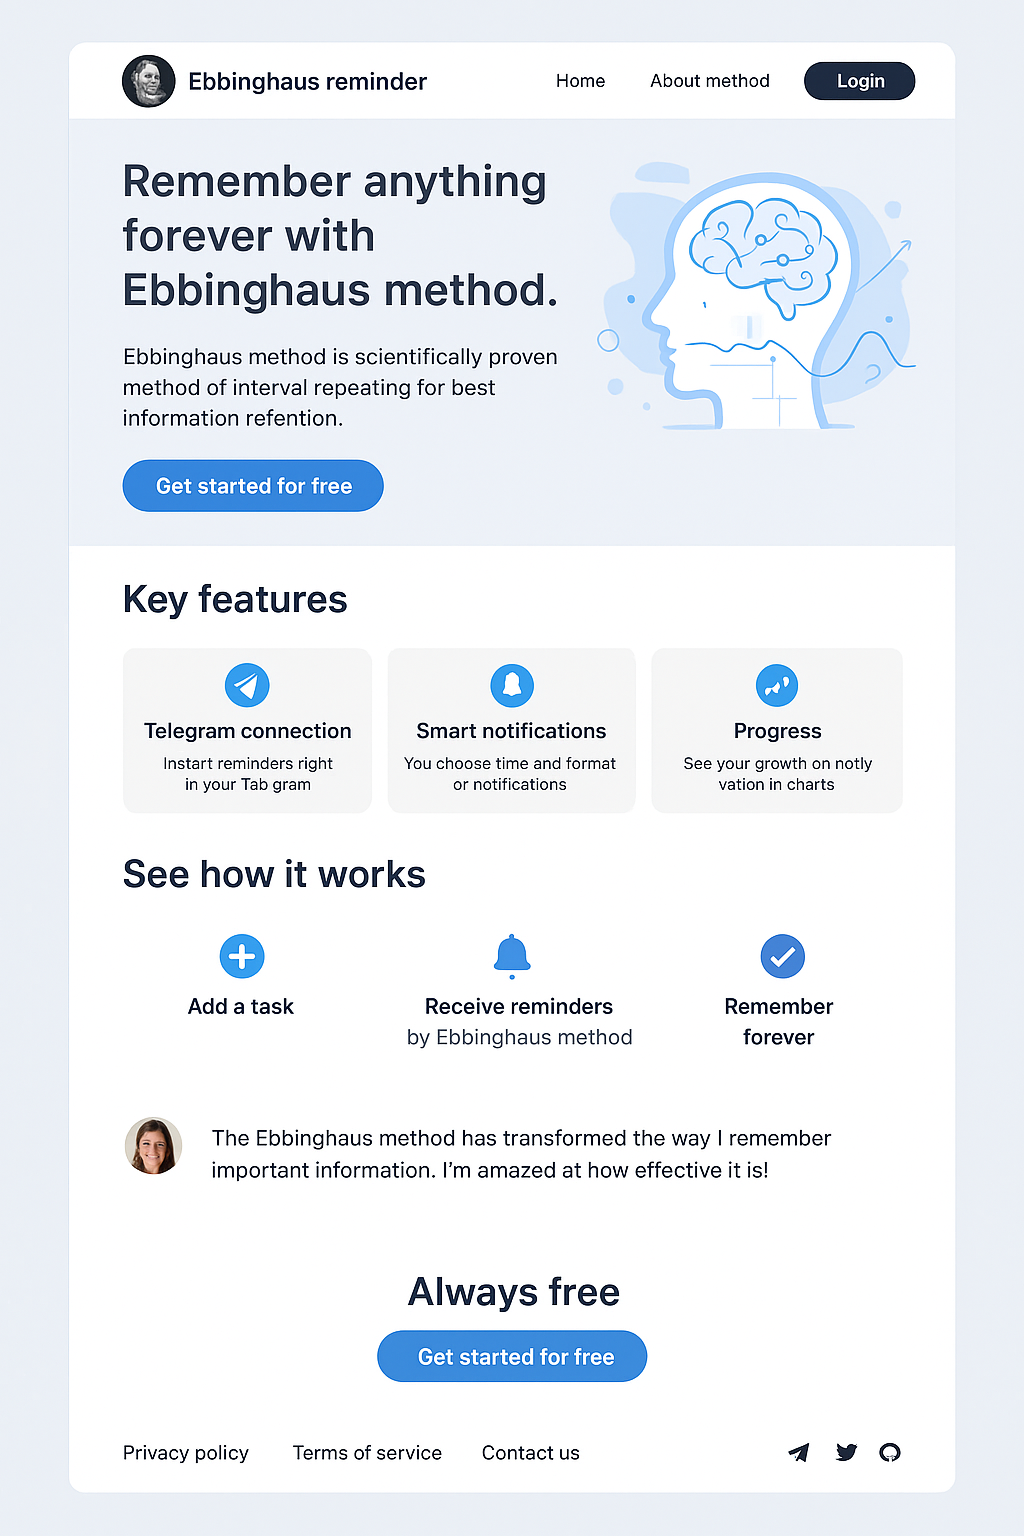 Ebbinghaus reminder
Home
About method
Login
Remember anything
forever with
Ebbinghaus method.
Ebbinghaus method is scientifically proven
method of interval repeating for best
information refention.
Get started for free
Key features
Telegram connection
Instart reminders right
in your Tab gram
Smart notifications
You choose time and format
or notifications
Progress
See your growth on notly
vation in charts
See how it works
Add a task
Receive reminders
by Ebbinghaus method
Remember
forever
The Ebbinghaus method has transformed the way I remember
important information. I'm amazed at how effective it is!
Always free
Get started for free
Privacy policy
Terms of service
Contact us